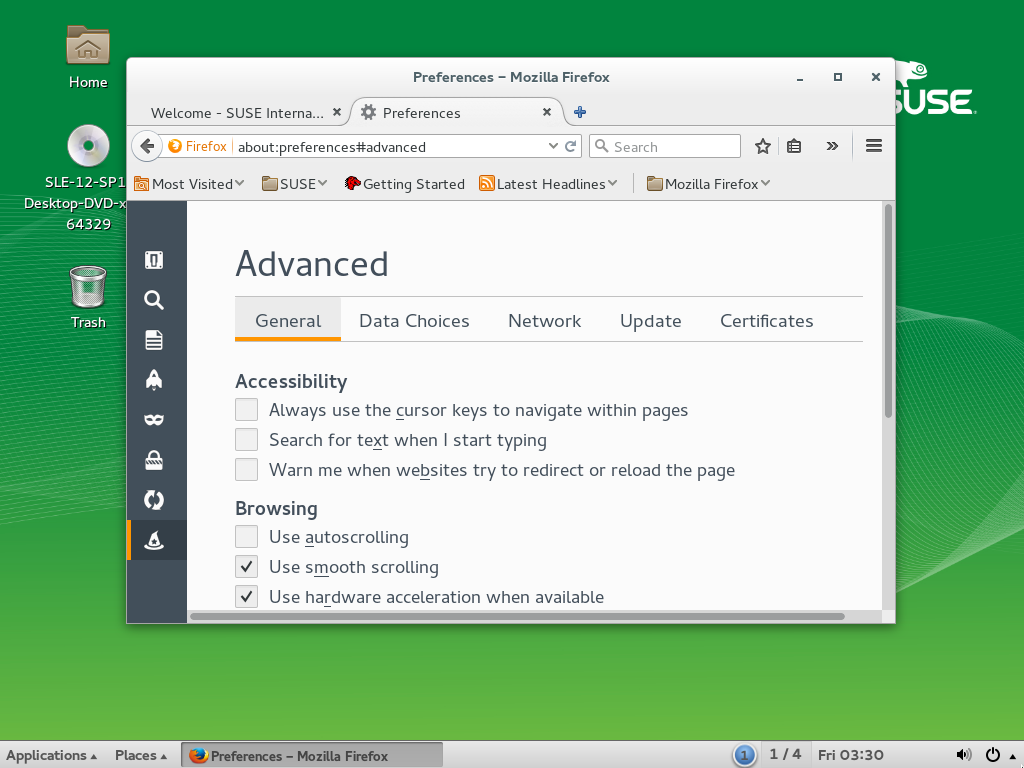 Home
SLE-12-SP1
Desktop-DVD-x
64329
Trash
SUSE
Preferences – Mozilla Firefox
Welcome - SUSE Interna...
Preferences
Firefox
about:preferences#advanced
Search
Most Visited
SUSE
Getting Started
Latest Headlines
Mozilla Firefox
Advanced
General
Data Choices
Network
Update
Certificates
Accessibility
Always use the cursor keys to navigate within pages
Search for text when I start typing
Warn me when websites try to redirect or reload the page
Browsing
Use autoscrolling
Use smooth scrolling
Use hardware acceleration when available
Applications
Places
Preferences – Mozilla Firefox
1
1 / 4
Fri 03:30